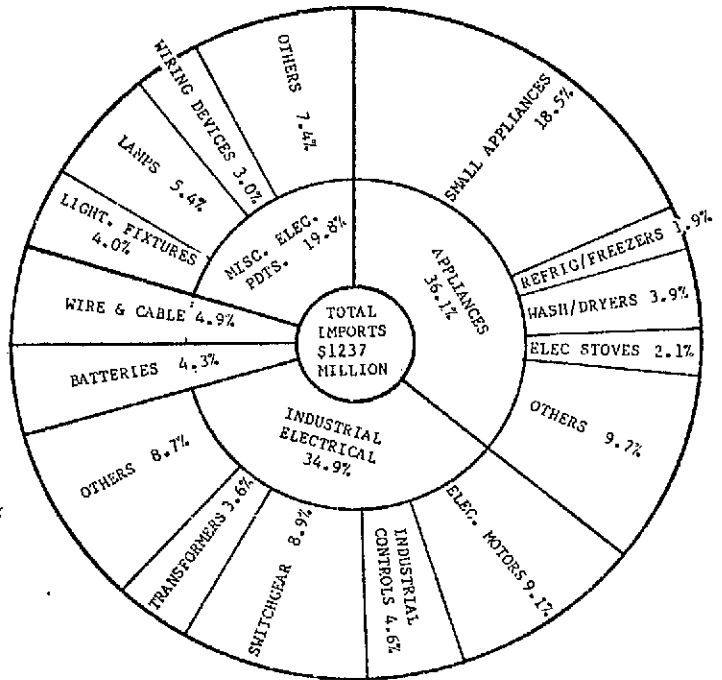 TOTAL
IMPORTS
$1237
MILLION
APPLIANCES
36.1%
SMALL APPLIANCES
18.5%
REFRIG/FREEZERS 1.9%
WASH/DRYERS 3.9%
ELEC STOVES 2.1%
OTHERS 9.7%
INDUSTRIAL
ELECTRICAL
34.9%
ELEC. MOTORS 9.1%
INDUSTRIAL
CONTROLS 4.6%
SWITCHGEAR 8.9%
TRANSFORMERS 3.6%
OTHERS 8.7%
BATTERIES 4.3%
WIRE & CABLE 4.9%
MISC. ELEC.
PDTS. 19.8%
LIGHT. FIXTURES
4.0%
LAMPS 5.4%
WIRING DEVICES 3.0%
OTHERS 7.4%